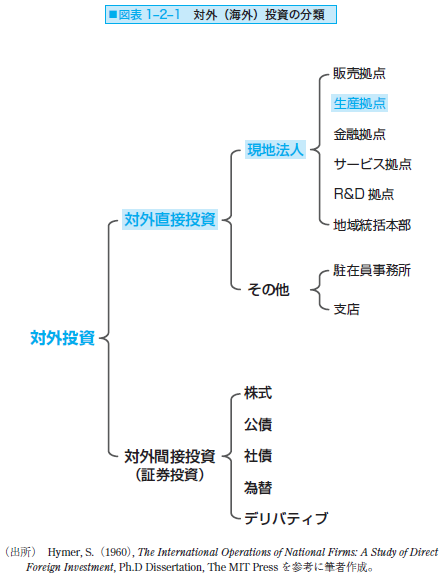 ■図表 1–2–1 対外（海外）投資の分類
販売拠点
生産拠点
現地法人
金融拠点
サービス拠点
R&D 拠点
対外直接投資
地域統括本部
駐在員事務所
その他
支店
対外投資
株式
公債
対外間接投資
（証券投資）
社債
為替
デリバティブ
（出所） Hymer, S.（1960）, The International Operations of National Firms: A Study of Direct
Foreign Investment, Ph.D Dissertation, The MIT Press を参考に筆者作成。